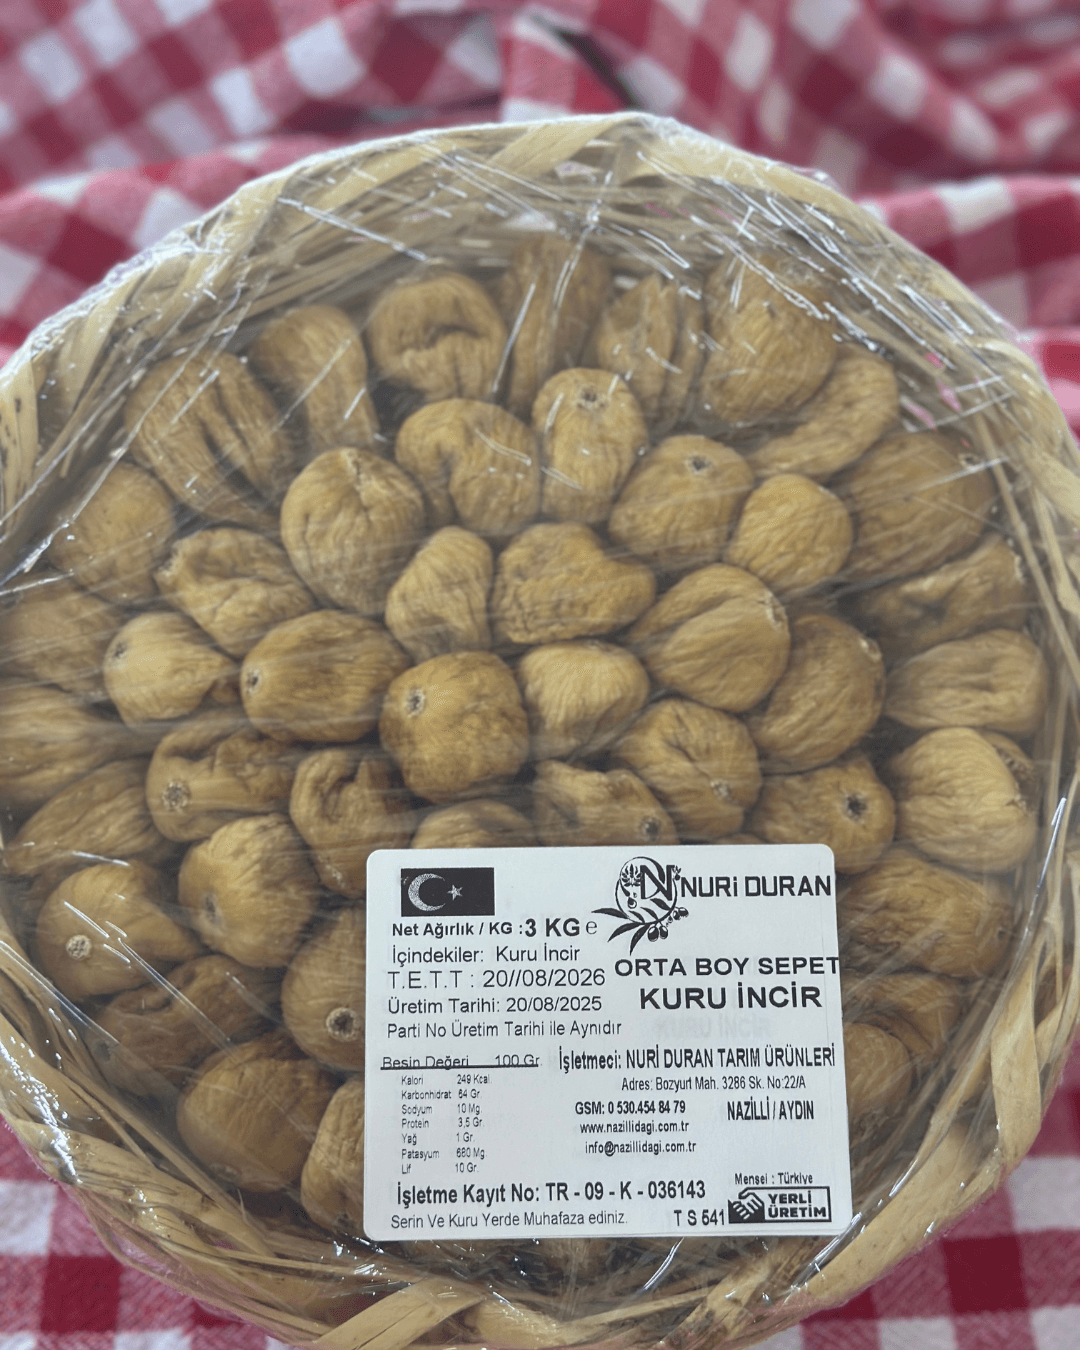 NURİ DURAN
Net Ağırlık / KG : 3 KG e
İçindekiler: Kuru İncir
T.E.T.T : 20//08/2026
Üretim Tarihi: 20/08/2025
Parti No Üretim Tarihi ile Aynıdır
ORTA BOY SEPET
KURU İNCİR
Besin Değeri 100 Gr.
Kalori 249 Kcal
Karbonhidrat 64 Gr.
Sodyum 10 Mg
Protein 3,5 Gr.
Yağ 1 Gr.
Patasyum 680 Mg
Lif 10 Gr.
İşletmeci: NURİ DURAN TARIM ÜRÜNLERİ
Adres: Bozyurt Mah. 3286 Sk. No:22/A
GSM: 0 530.454 84 79
NAZİLLİ / AYDIN
www.nazillidagi.com.tr
info@nazillidagi.com.tr
İşletme Kayıt No: TR - 09 - K - 036143
Serin Ve Kuru Yerde Muhafaza ediniz.
T S 541
Menşei : Türkiye
YERLİ
ÜRETİM